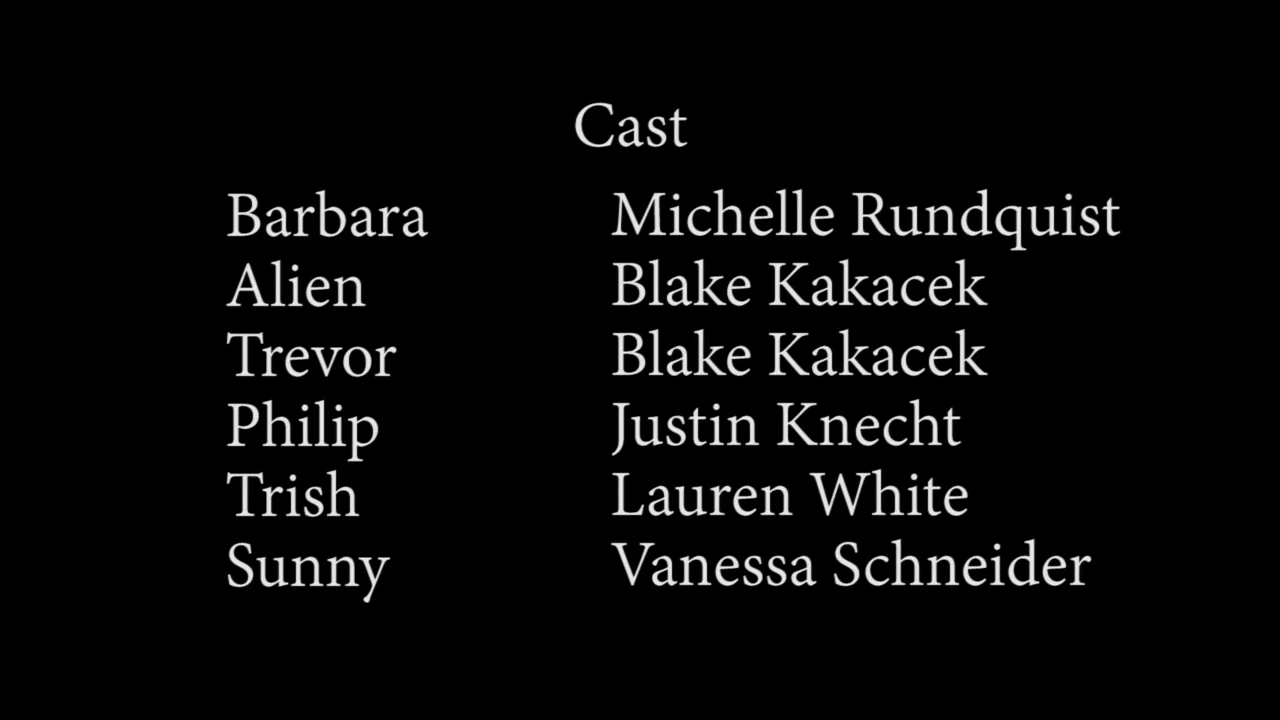 Cast
Barbara Michelle Rundquist
Alien Blake Kakacek
Trevor Blake Kakacek
Philip Justin Knecht
Trish Lauren White
Sunny Vanessa Schneider